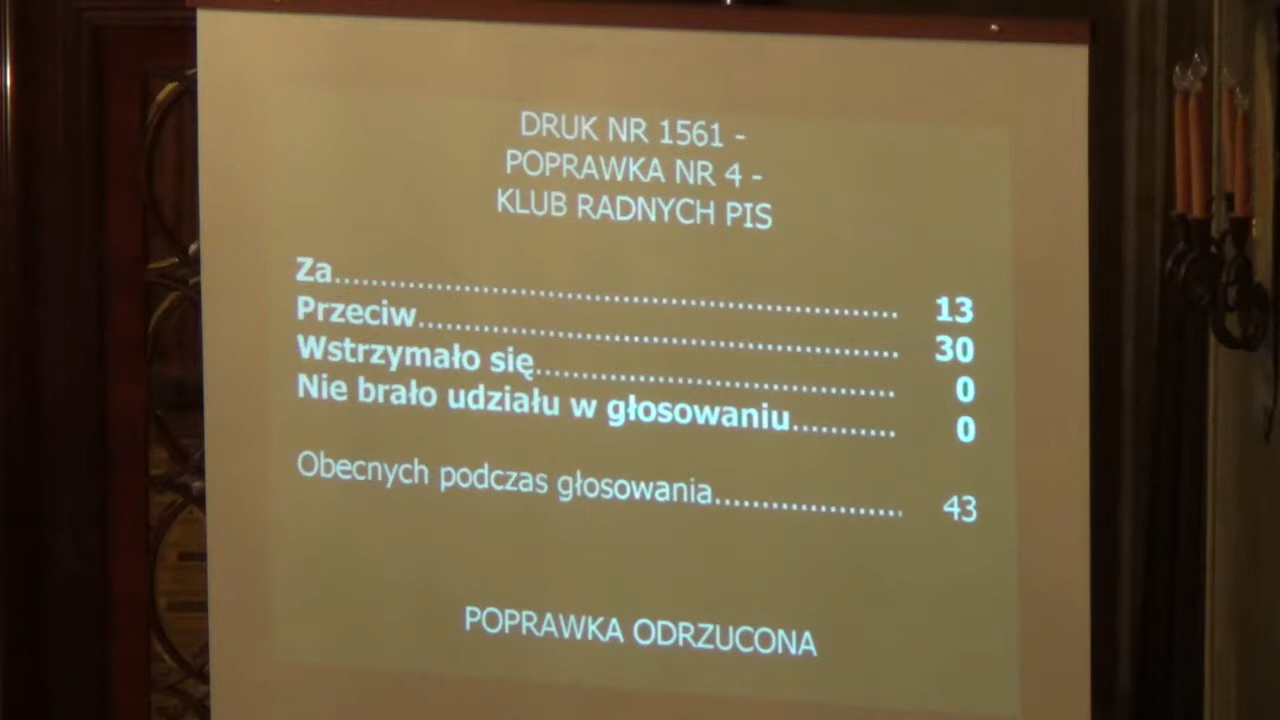 DRUK NR 1561 -
POPRAWKA NR 4 -
KLUB RADNYCH PIS
Za.................................................................. 13
Przeciw......................................................... 30
Wstrzymało się.......................................... 0
Nie brało udziału w głosowaniu........... 0
Obecnych podczas głosowania.................... 43
POPRAWKA ODRZUCONA